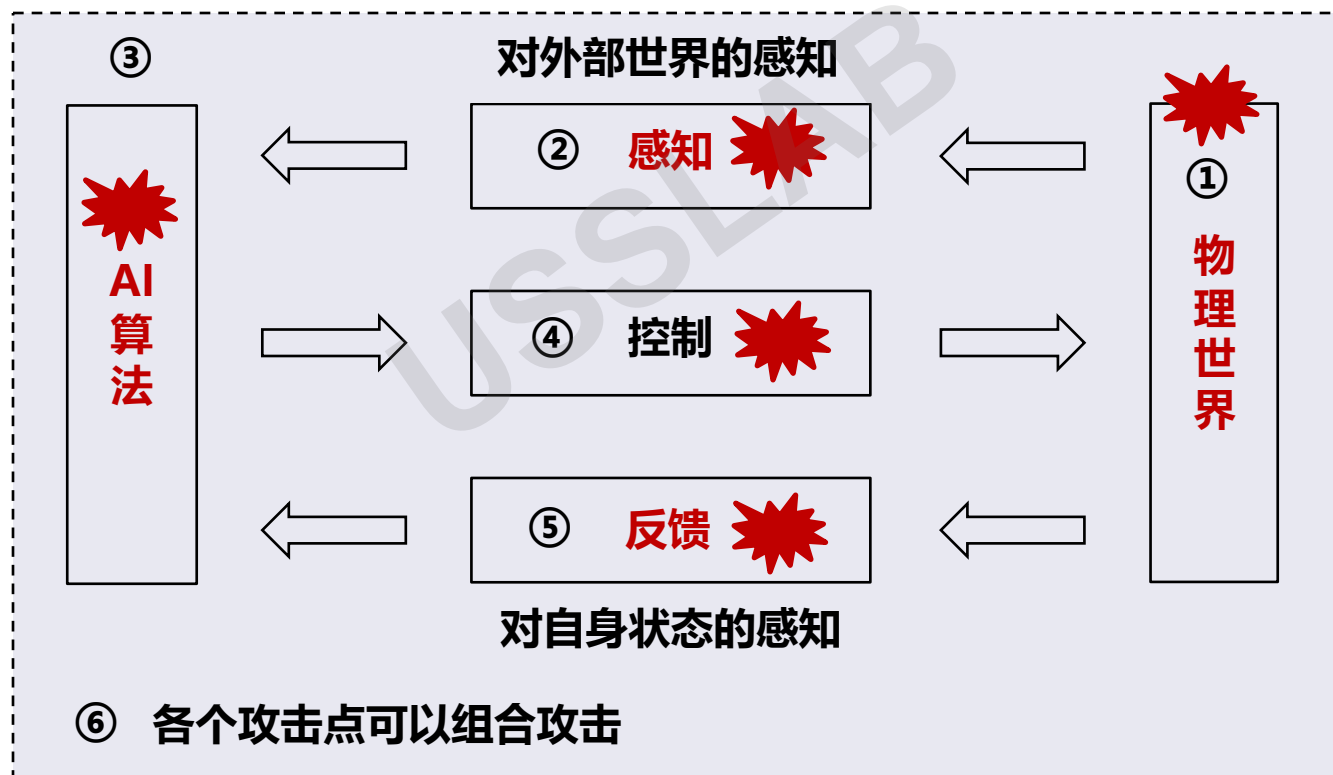 ③
对外部世界的感知
② 感知
①
物理世界
AI算法
④ 控制
⑤ 反馈
对自身状态的感知
⑥ 各个攻击点可以组合攻击
USSLAB